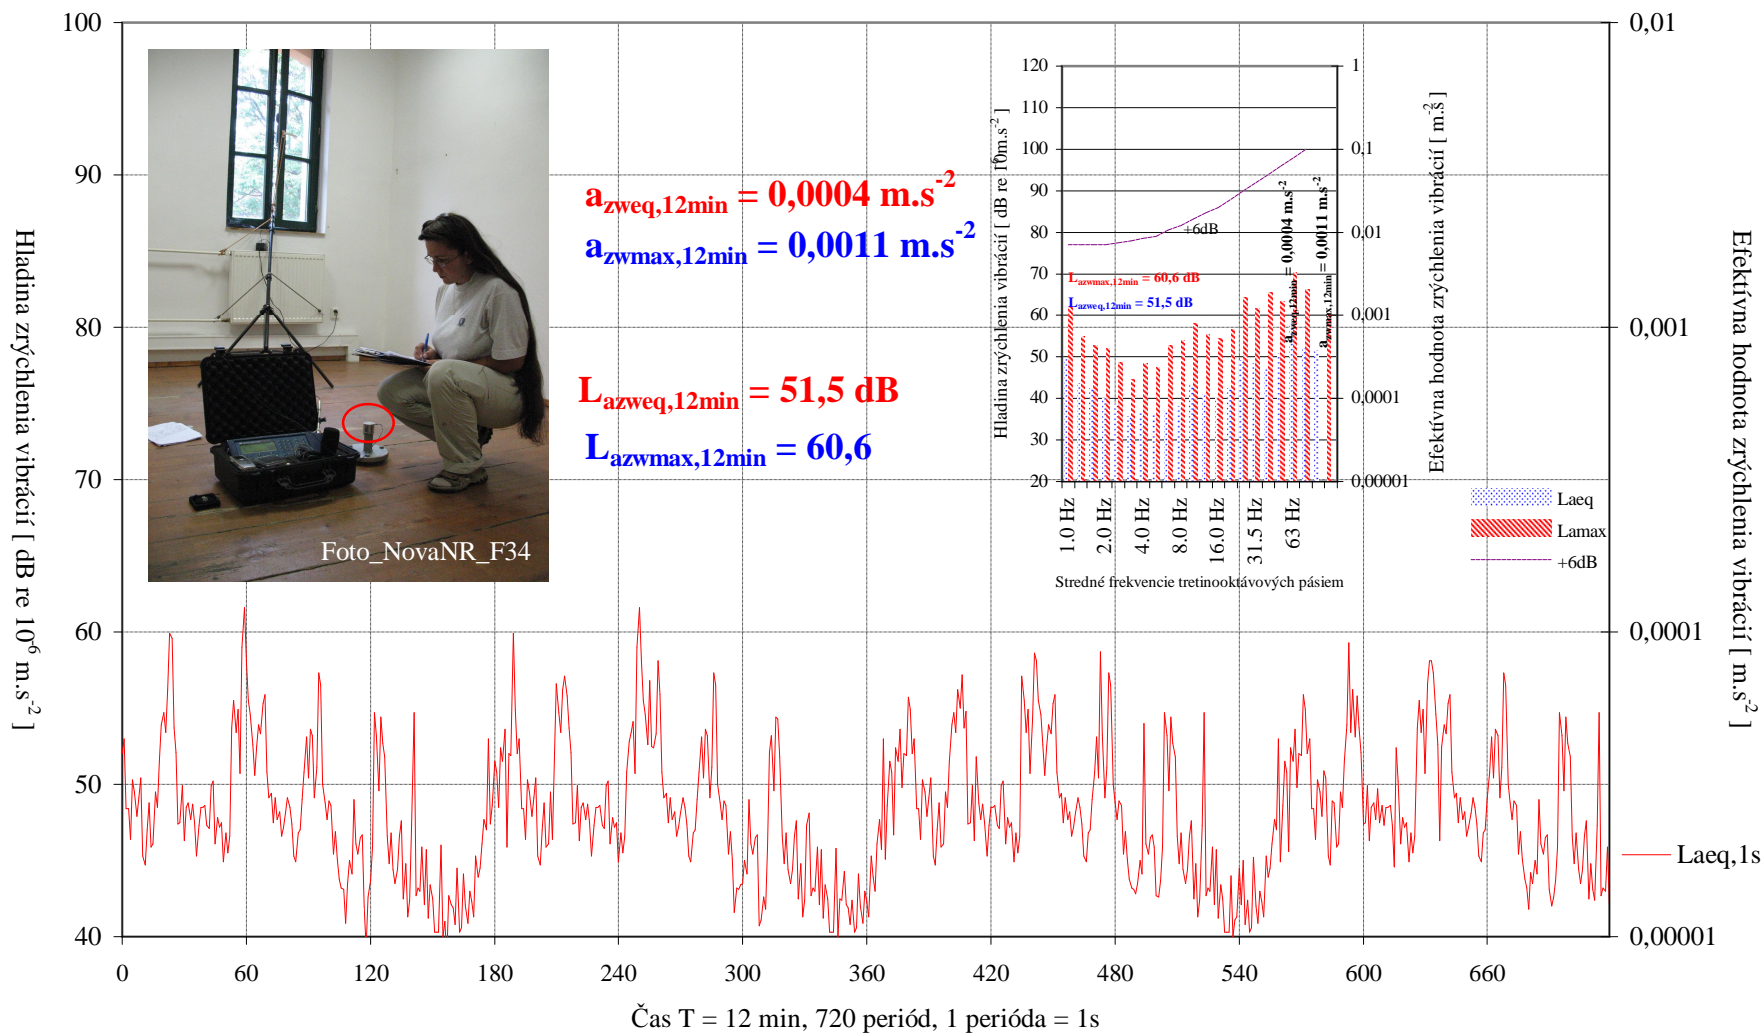 100
90
80
70
60
50
40
Hladina zrýchlenia vibrácií [ dB re 10⁻⁶ m.s⁻² ]
0,01
0,001
0,0001
0,00001
Efektívna hodnota zrýchlenia vibrácií [ m.s⁻² ]
0 60 120 180 240 300 360 420 480 540 600 660
Čas T = 12 min, 720 periód, 1 perióda = 1s
Laeq,1s
Foto_NovaNR_F34
a_zweq,12min = 0,0004 m.s⁻²
a_zwmax,12min = 0,0011 m.s⁻²
L_azweq,12min = 51,5 dB
L_azwmax,12min = 60,6
120
110
100
90
80
70
60
50
40
30
20
Hladina zrýchlenia vibrácií [ dB re 10 m.s⁻² ]
1
0,1
0,01
0,001
0,0001
0,00001
Efektívna hodnota zrýchlenia vibrácií [ m.s⁻² ]
+6dB
L_azwmax,12min = 60,6 dB
L_azweq,12min = 51,5 dB
a_zweq,12min = 0,0004 m.s⁻²
a_zwmax,12min = 0,0011 m.s⁻²
1.0 Hz 2.0 Hz 4.0 Hz 8.0 Hz 16.0 Hz 31.5 Hz 63 Hz
Stredné frekvencie tretinooktávových pásiem
Laeq
Lamax
+6dB